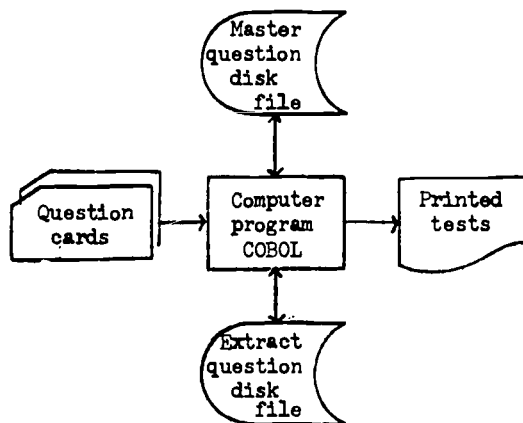 Master
question
disk
file
Question
cards
Computer
program
COBOL
Printed
tests
Extract
question
disk
file